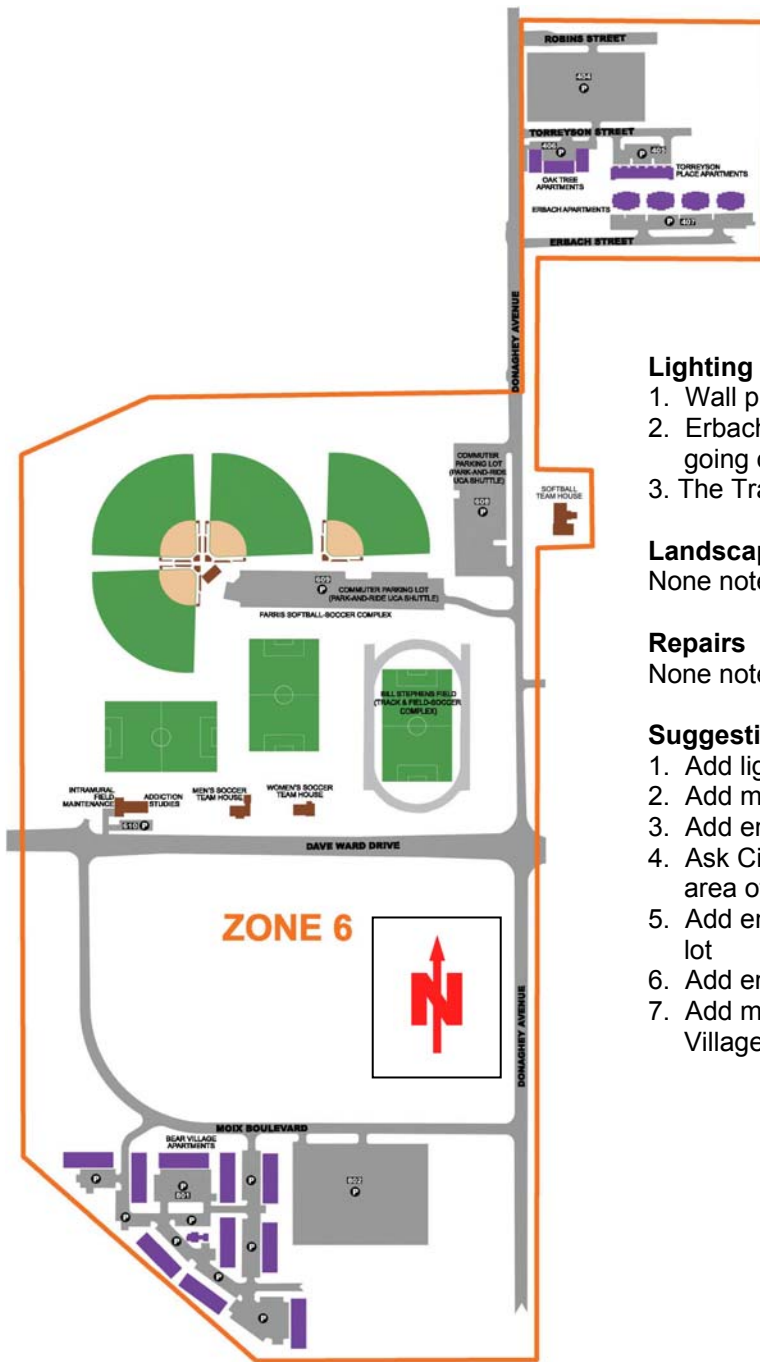 ROBINS STREET
404
P
TORREYSON STREET
406
P
P 405
OAK TREE
APARTMENTS
TORREYSON
PLACE APARTMENTS
ERBACH APARTMENTS
P 407
ERBACH STREET
DONAGHEY AVENUE
COMMUTER
PARKING LOT
(PARK-AND-RIDE
UCA SHUTTLE)
608
P
SOFTBALL
TEAM HOUSE
609
P
COMMUTER PARKING LOT
(PARK-AND-RIDE UCA SHUTTLE)
FARRIS SOFTBALL-SOCCER COMPLEX
BILL STEPHENS FIELD
(TRACK & FIELD-SOCCER
COMPLEX)
INTRAMURAL
FIELD
MAINTENANCE
ADDICTION
STUDIES
MEN'S SOCCER
TEAM HOUSE
WOMEN'S SOCCER
TEAM HOUSE
610 P
DAVE WARD DRIVE
ZONE 6
N
DONAGHEY AVENUE
MOIX BOULEVARD
BEAR VILLAGE
APARTMENTS
P
P
801
P
P
P
P
P
P
P
802
P
Lighting
1. Wall p
2. Erbach
going
3. The Tra
Landscap
None note
Repairs
None note
Suggesti
1. Add lig
2. Add m
3. Add en
4. Ask Ci
area o
5. Add en
lot
6. Add en
7. Add m
Village